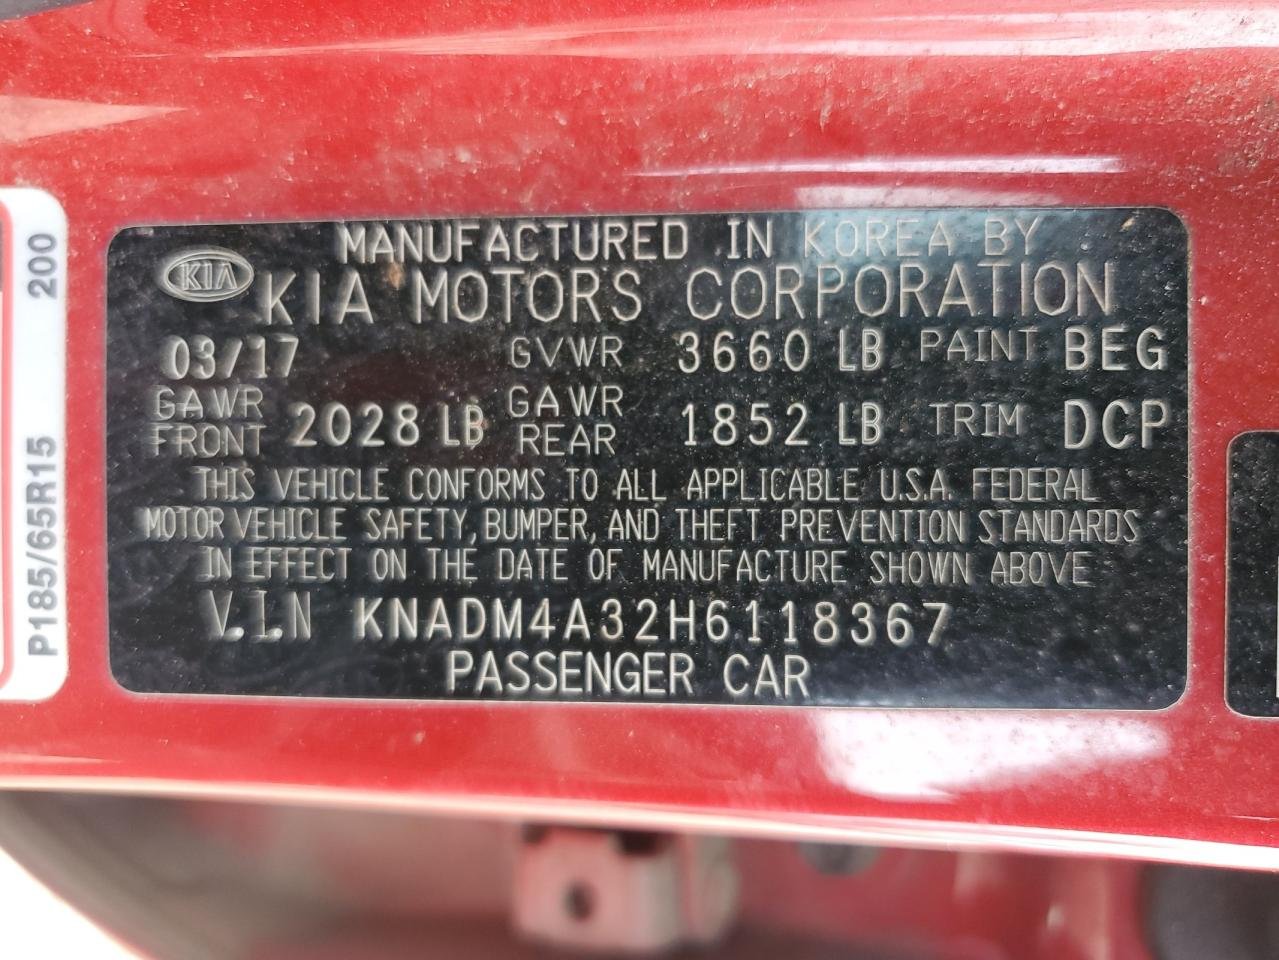 MANUFACTURED IN KOREA BY
KIA
KIA MOTORS CORPORATION
03/17 GVWR 3660 LB PAINT BEG
GAWR FRONT 2028 LB GAWR REAR 1852 LB TRIM DCP
THIS VEHICLE CONFORMS TO ALL APPLICABLE U.S.A. FEDERAL
MOTOR VEHICLE SAFETY, BUMPER, AND THEFT PREVENTION STANDARDS
IN EFFECT ON THE DATE OF MANUFACTURE SHOWN ABOVE
V.I.N KNADM4A32H6118367
PASSENGER CAR
P185/65R15 200